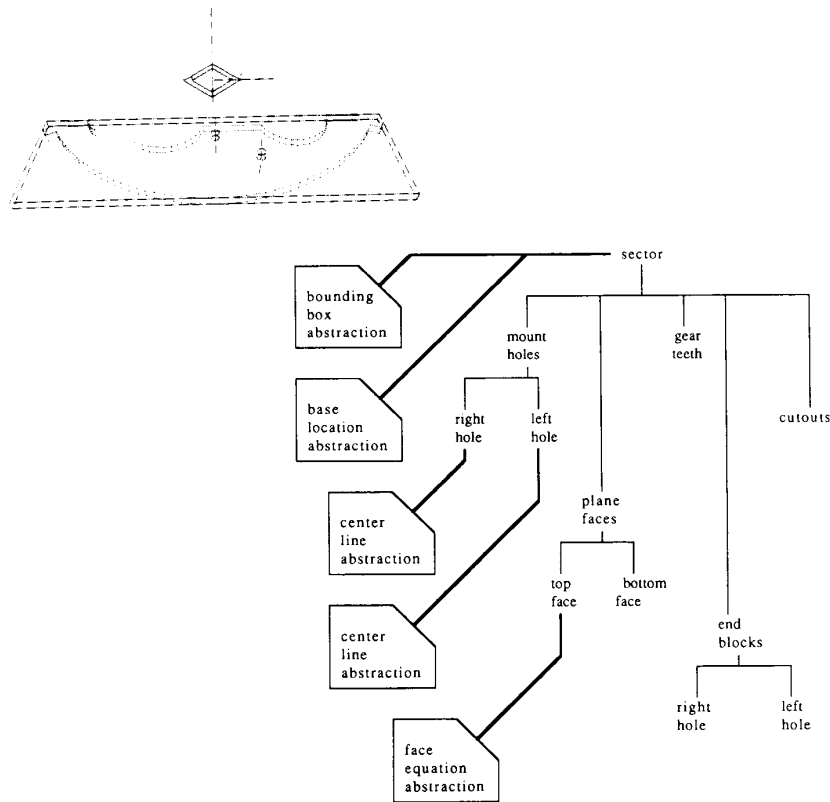 sector
bounding
box
abstraction
mount
holes
gear
teeth
base
location
abstraction
right
hole
left
hole
cutouts
center
line
abstraction
plane
faces
top
face
bottom
face
center
line
abstraction
end
blocks
right
hole
left
hole
face
equation
abstraction